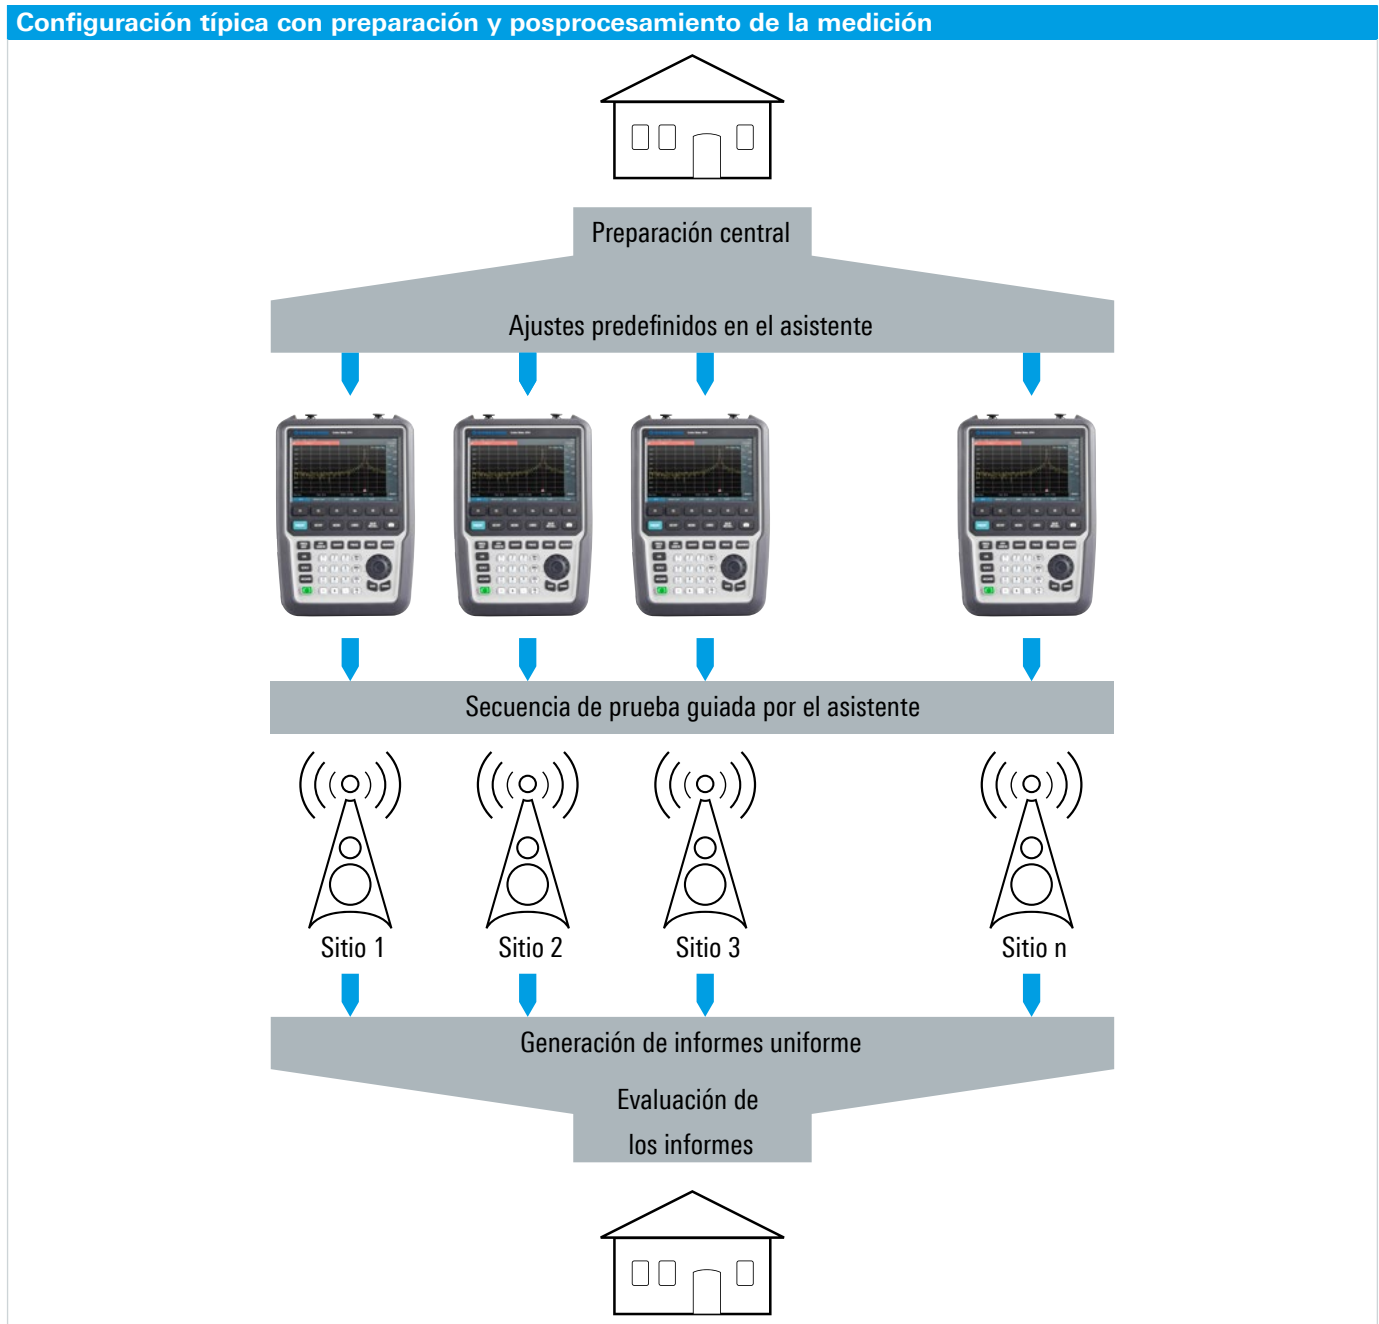 Configuración típica con preparación y posprocesamiento de la medición
Preparación central
Ajustes predefinidos en el asistente
Secuencia de prueba guiada por el asistente
Sitio 1
Sitio 2
Sitio 3
Sitio n
Generación de informes uniforme
Evaluación de
los informes